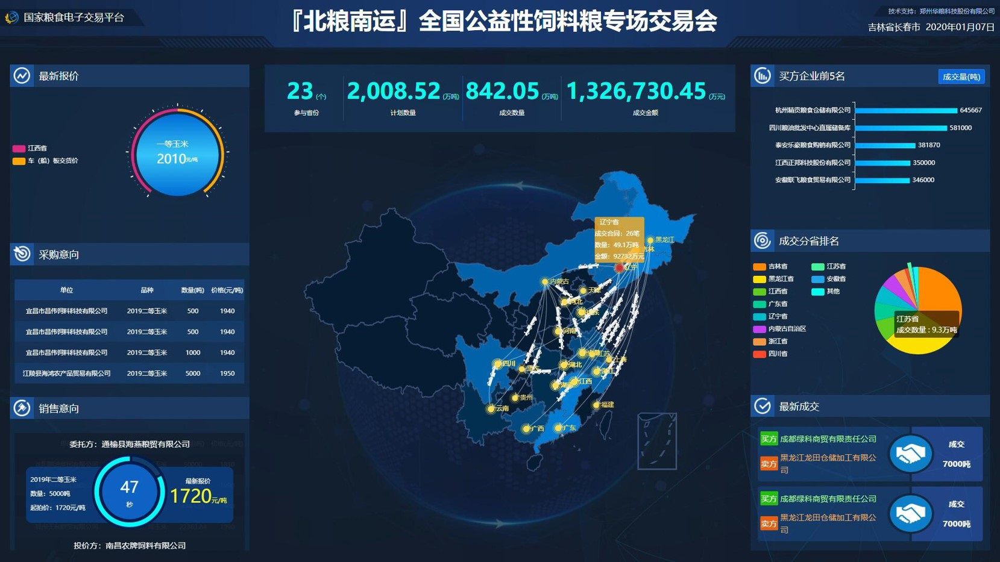 国家粮食电子交易平台
『北粮南运』全国公益性饲料粮专场交易会
技术支持：郑州华粮科技股份有限公司
吉林省长春市 2020年01月07日
最新报价
江西省
车（船）板交货价
一等玉米
2010元/吨
采购意向
单位 品种 数量(吨) 价格(元/吨)
宜昌市昌伟饲料科技有限公司 2019二等玉米 500 1940
宜昌市昌伟饲料科技有限公司 2019二等玉米 500 1940
宜昌市昌伟饲料科技有限公司 2019二等玉米 1000 1940
江陵县海鸿农产品贸易有限公司 2019二等玉米 5000 1950
销售意向
委托方：通榆县海燕粮贸有限公司
2019年二等玉米
数量：5000吨
起拍价：1720元/吨
47
秒
最新报价
1720元/吨
投价方：南昌农牌饲料有限公司
23(个) 2,008.52(万吨) 842.05(万吨) 1,326,730.45(万元)
参与省份 计划数量 成交数量 成交金额
辽宁省
成交合同：26笔
数量：49.1万吨
金额：92732万元
黑龙江
吉林
辽宁
内蒙古
天津
河北
山东
河南
安徽
江苏
上海
四川
重庆
湖北
浙江
湖南
江西
贵州
云南
福建
广西
广东
买方企业前5名
成交量(吨)
杭州精贡粮食仓储有限公司 645667
四川粮油批发中心直属储备库 581000
泰安乐豪粮食购销有限公司 381870
江西正邦科技股份有限公司 350000
安徽联飞粮食贸易有限公司 346000
成交分省排名
吉林省 江苏省
黑龙江省 安徽省
江西省 其他
广东省
辽宁省
内蒙古自治区
浙江省
四川省
江苏省
成交数量：9.3万吨
最新成交
买方 成都绿科商贸有限责任公司
卖方 黑龙江龙田仓储加工有限公
司
成交
7000吨
买方 成都绿科商贸有限责任公司
卖方 黑龙江龙田仓储加工有限公
司
成交
7000吨